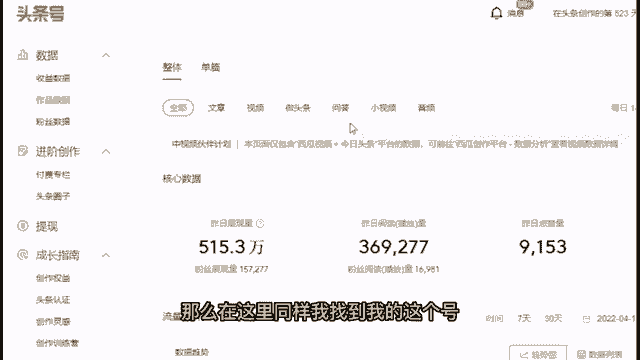 头条号
消息
在头条创作的第 823 天
数据
收益数据
作品数据
粉丝数据
进阶创作
付费专栏
头条圈子
提现
成长指南
创作权益
头条认证
创作灵感
创作训练营
整体 单篇
全部 文章 视频 微头条 问答 小视频 音频
每日 1
中视频伙伴计划 | 本页面仅包含“西瓜视频 + 今日头条”平台的数据，可前往“西瓜创作平台 - 数据分析”查看视频数据详情
核心数据
昨日展现量
515.3 万
粉丝展现量 157,277
昨日阅读(播放)量
369,277
粉丝阅读(播放)量 16,981
昨日点赞量
9,153
流量
时间 7天 30天 2022-04-1
数据趋势
趋势图 数据列表
那么在这里同样我找到我的这个号